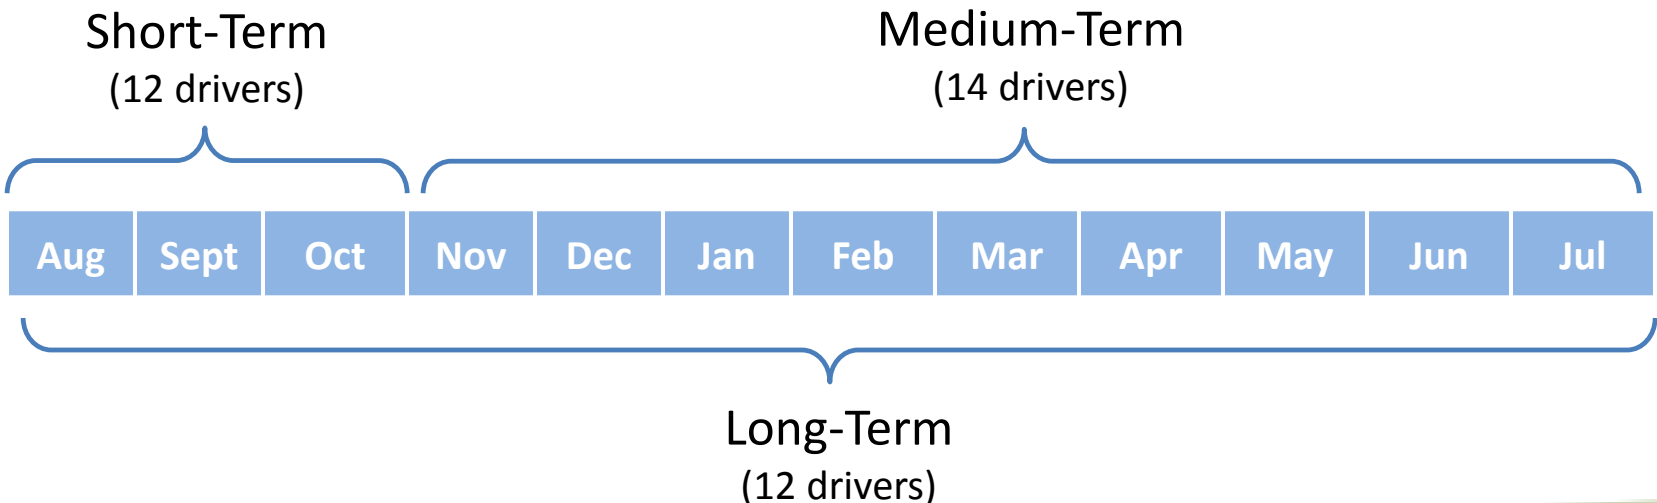 Short-Term
(12 drivers)
Medium-Term
(14 drivers)
Aug Sept Oct Nov Dec Jan Feb Mar Apr May Jun Jul
Long-Term
(12 drivers)